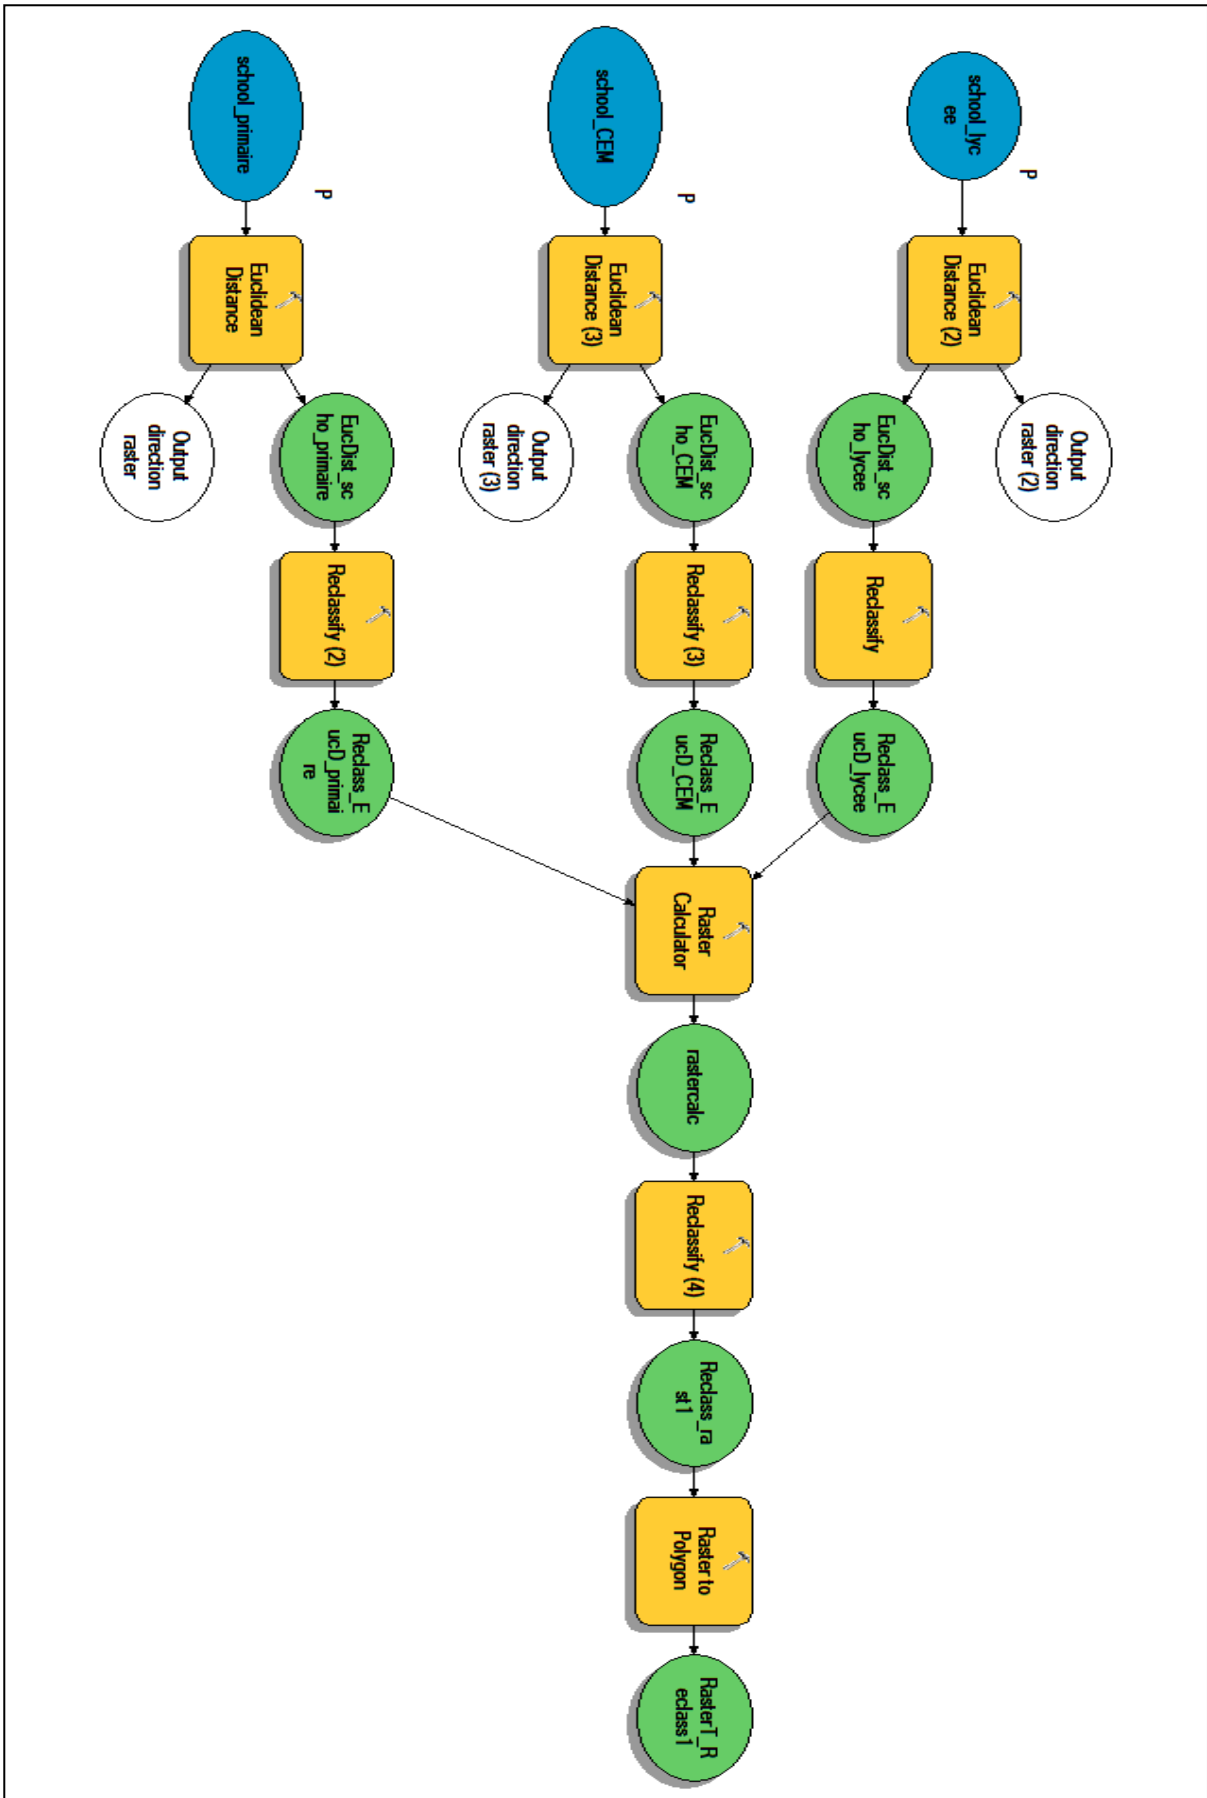 school_lyc
ee
P
Euclidean
Distance (2)
Output
direction
raster (2)
EucDist_sc
ho_lycee
Reclassify
Reclass_E
ucD_lycee
school_CEM
P
Euclidean
Distance (3)
EucDist_sc
ho_CEM
Output
direction
raster (3)
Reclassify (3)
Reclass_E
ucD_CEM
Raster
Calculator
rastercalc
Reclassify (4)
Reclass_ra
st1
Raster to
Polygon
RasterT_R
eclass1
school_primaire
P
Euclidean
Distance
EucDist_sc
ho_primaire
Output
direction
raster
Reclassify (2)
Reclass_E
ucD_primai
re